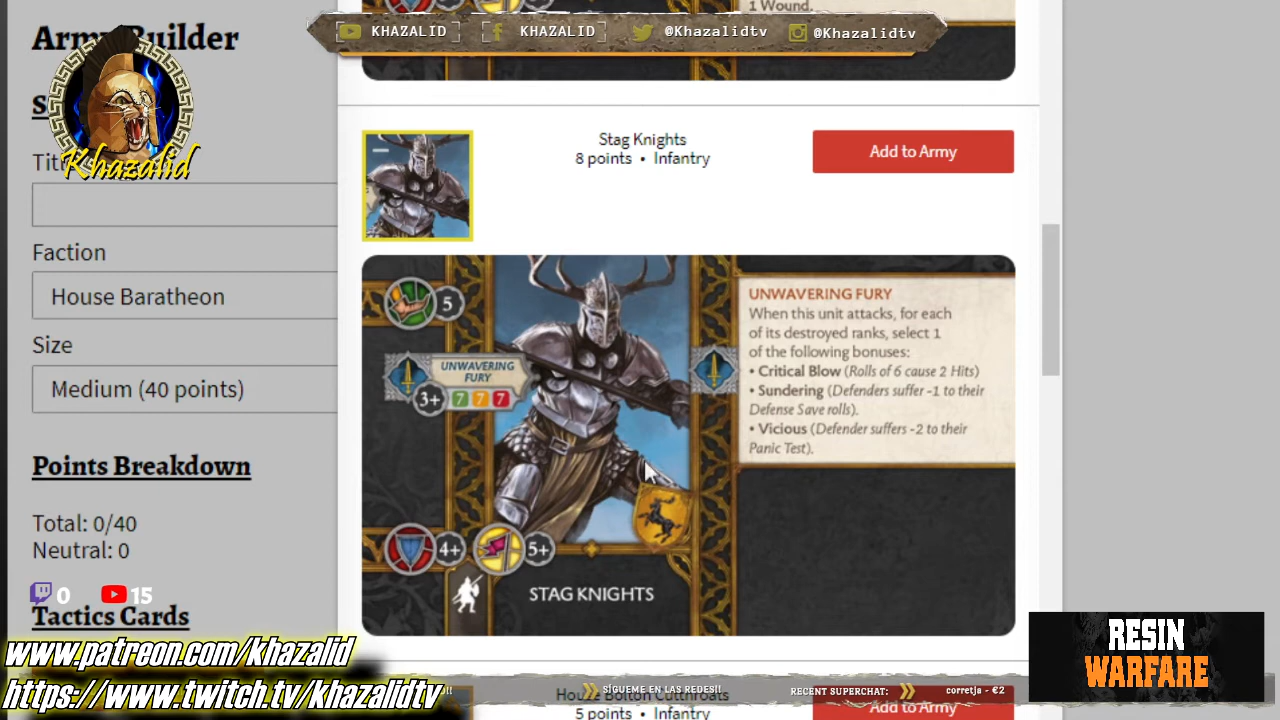 Army Builder
KHAZALID
KHAZALID
@Khazalidtv
@Khazalidtv
1 Wound.
S
Khazalid
Tit
Faction
House Baratheon
Size
Medium (40 points)
Points Breakdown
Total: 0/40
Neutral: 0
0
15
Tactics Cards
www.patreon.com/khazalid
https://www.twitch.tv/khazalidtv
Stag Knights
8 points • Infantry
Add to Army
5
UNWAVERING
FURY
3+
7 7 7
4+
5+
STAG KNIGHTS
UNWAVERING FURY
When this unit attacks, for each
of its destroyed ranks, select 1
of the following bonuses:
• Critical Blow (Rolls of 6 cause 2 Hits)
• Sundering (Defenders suffer -1 to their
Defense Save rolls).
• Vicious (Defender suffers -2 to their
Panic Test).
RESIN
WARFARE
!!
SÍGUEME EN LAS REDES!!
RECENT SUPERCHAT:
corretja - €2
House Bolton Cutthroats
5 points • Infantry
Add to Army